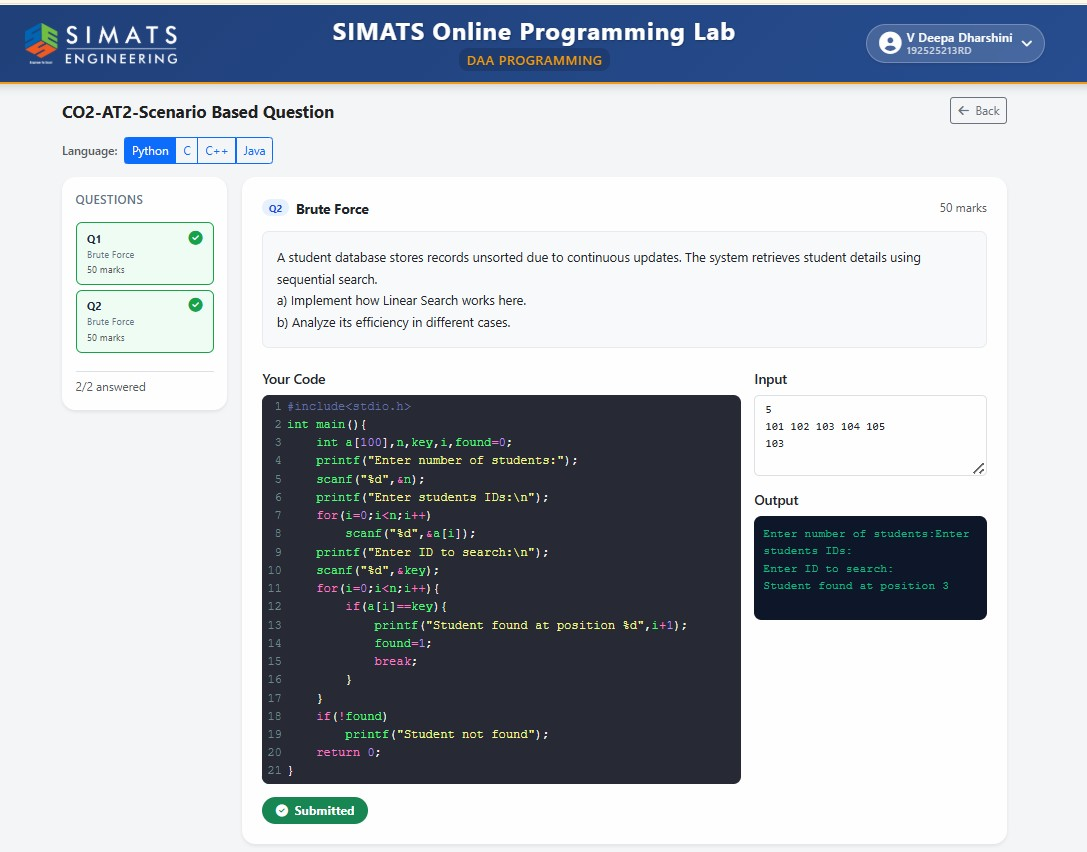 SIMATS
ENGINEERING
SIMATS Online Programming Lab
DAA PROGRAMMING
V Deepa Dharshini
192525213RD
CO2-AT2-Scenario Based Question
← Back
Language: Python C C++ Java
QUESTIONS
Q1
Brute Force
50 marks
Q2
Brute Force
50 marks
2/2 answered
Q2 Brute Force
50 marks
A student database stores records unsorted due to continuous updates. The system retrieves student details using
sequential search.
a) Implement how Linear Search works here.
b) Analyze its efficiency in different cases.
Your Code
1 #include<stdio.h>
2 int main(){
3     int a[100],n,key,i,found=0;
4     printf("Enter number of students:");
5     scanf("%d",&n);
6     printf("Enter students IDs:\n");
7     for(i=0;i<n;i++)
8         scanf("%d",&a[i]);
9     printf("Enter ID to search:\n");
10     scanf("%d",&key);
11     for(i=0;i<n;i++){
12         if(a[i]==key){
13             printf("Student found at position %d",i+1);
14             found=1;
15             break;
16         }
17     }
18     if(!found)
19         printf("Student not found");
20     return 0;
21 }
Submitted
Input
5
101 102 103 104 105
103
Output
Enter number of students:Enter
students IDs:
Enter ID to search:
Student found at position 3